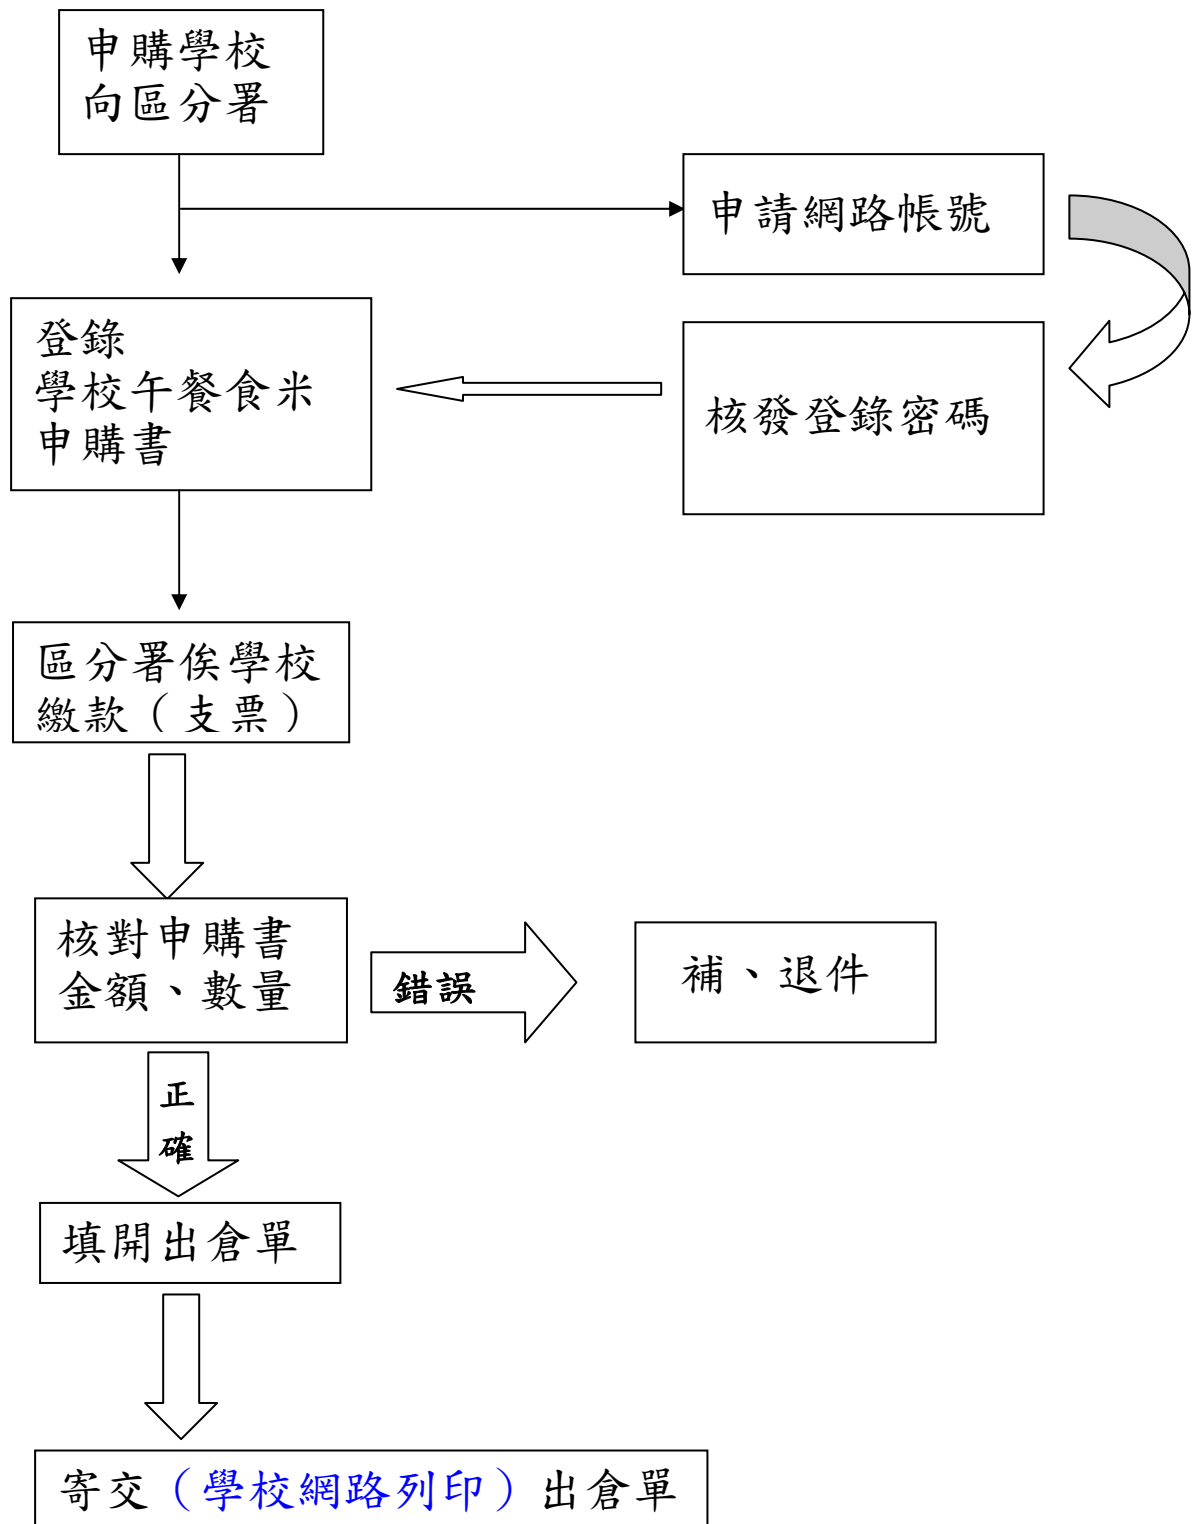 申購學校
向區分署
申請網路帳號
登錄
學校午餐食米
申購書
核發登錄密碼
區分署俟學校
繳款（支票）
核對申購書
金額、數量
錯誤
補、退件
正
確
填開出倉單
寄交（學校網路列印）出倉單